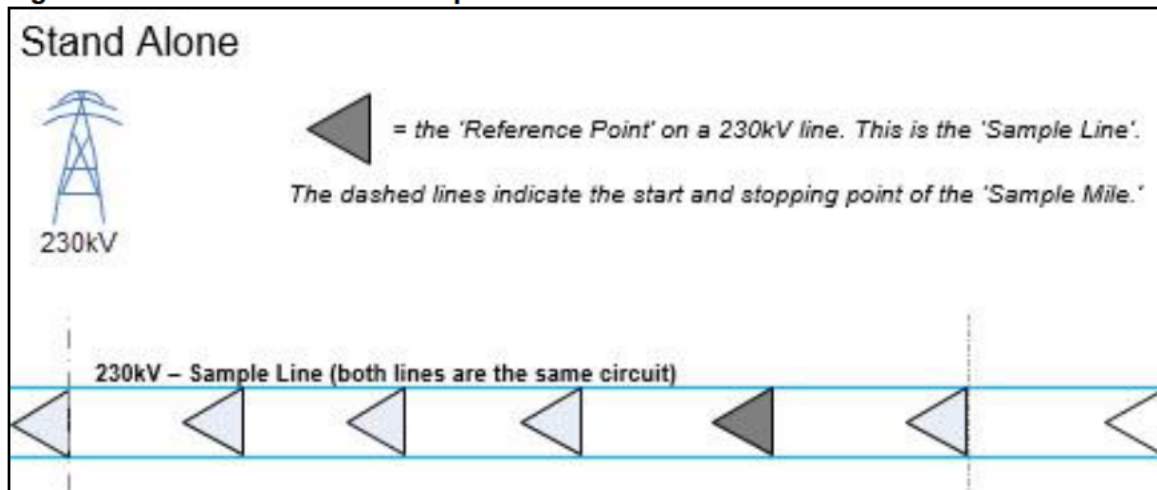 Stand Alone
= the 'Reference Point' on a 230kV line. This is the 'Sample Line'.
The dashed lines indicate the start and stopping point of the 'Sample Mile.'
230kV
230kV – Sample Line (both lines are the same circuit)